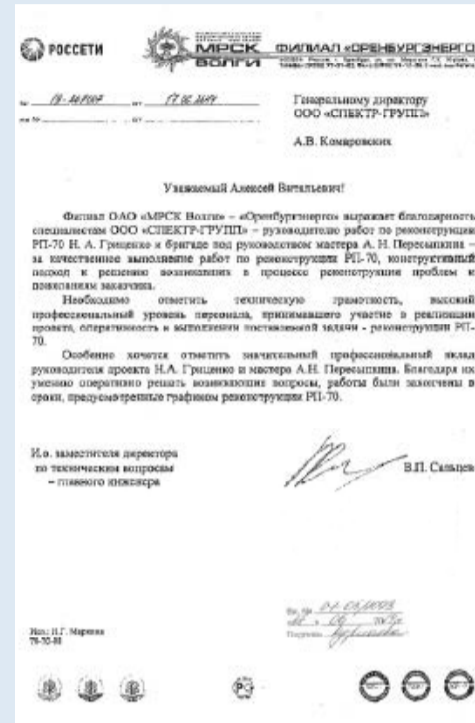 РОССЕТИ
МРСК
ВОЛГИ
ФИЛИАЛ «ОРЕНБУРГЭНЕРГО»
Генеральному директору
ООО «СПЕКТР-ГРУПП»
А.В. Комаровских
Уважаемый Алексей Витальевич!
Филиал ОАО «МРСК Волги» – «Оренбургэнерго» выражает благодарность
специалистам ООО «СПЕКТР-ГРУПП» – руководителю работ по реконструкции
РП-70 Н. А. Гриценко и бригаде под руководством мастера А. Н. Пересыпкина –
за качественное выполнение работ по реконструкции РП-70, конструктивный
подход к решению возникавших в процессе реконструкции проблем и
пожеланиям заказчика.
Необходимо отметить техническую грамотность, высокий
профессиональный уровень персонала, принимавшего участие в реализации
проекта, оперативность в выполнении поставленной задачи - реконструкции РП-
70.
Особенно хочется отметить значительный профессиональный вклад
руководителя проекта Н.А. Гриценко и мастера А.Н. Пересыпкина. Благодаря их
умению оперативно решать возникающие вопросы, работы были закончены в
сроки, предусмотренные графиком реконструкции РП-70.
И.о. заместителя директора
по техническим вопросам
– главного инженера
В.П. Сальцев
Исп.: Н.Г. Маркина